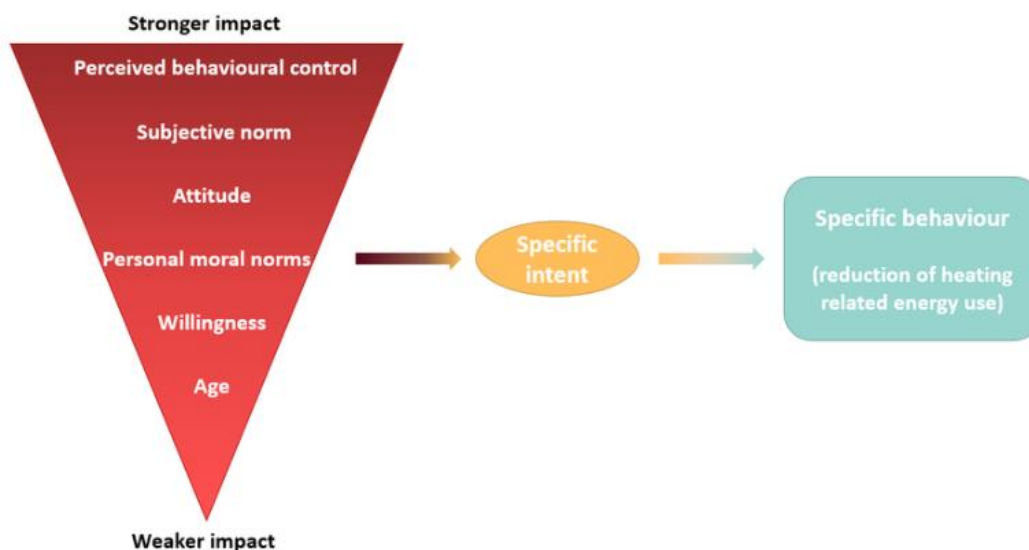 Stronger impact
Perceived behavioural control
Subjective norm
Attitude
Personal moral norms
Willingness
Age
Weaker impact
Specific
intent
Specific behaviour
(reduction of heating
related energy use)